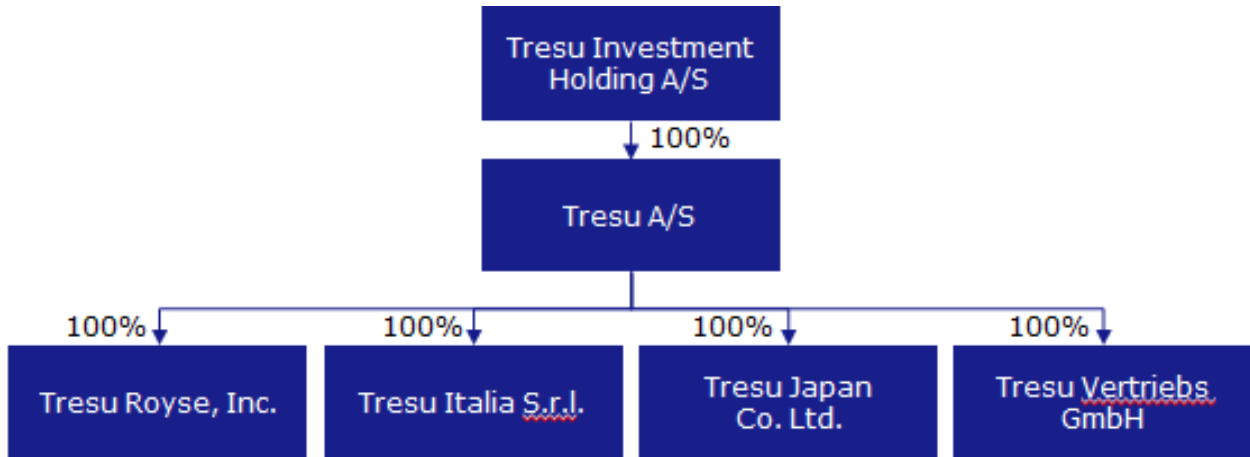 Tresu Investment
Holding A/S
100%
Tresu A/S
100%
100%
100%
100%
Tresu Royse, Inc.
Tresu Italia S.r.l.
Tresu Japan
Co. Ltd.
Tresu Vertriebs
GmbH